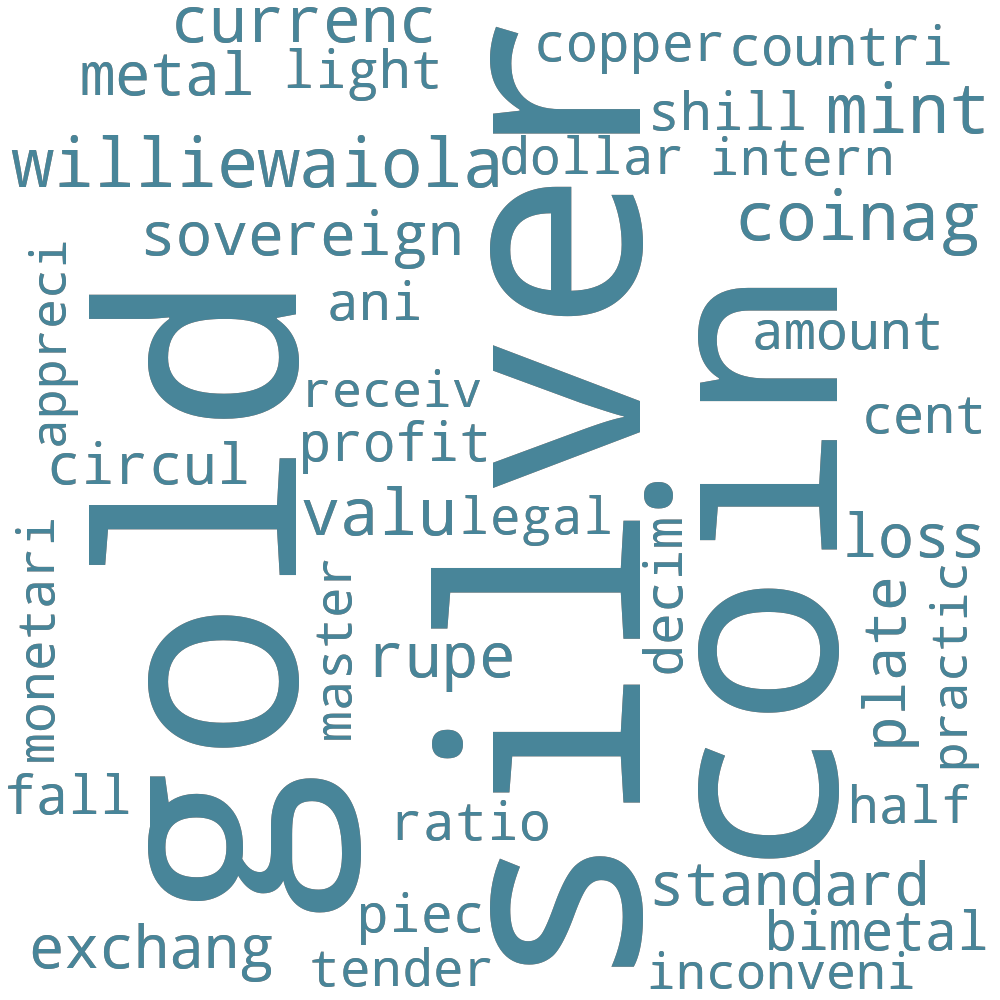 currenc
copper
countri
metal
light
shill
mint
williewaiola
dollar
intern
sovereign
coinag
appreci
ani
amount
gold
silver
coin
receiv
cent
circul
profit
valu
legal
decim
loss
monetari
master
rupe
plate
practic
fall
ratio
half
standard
piec
exchang
tender
bimetal
inconveni